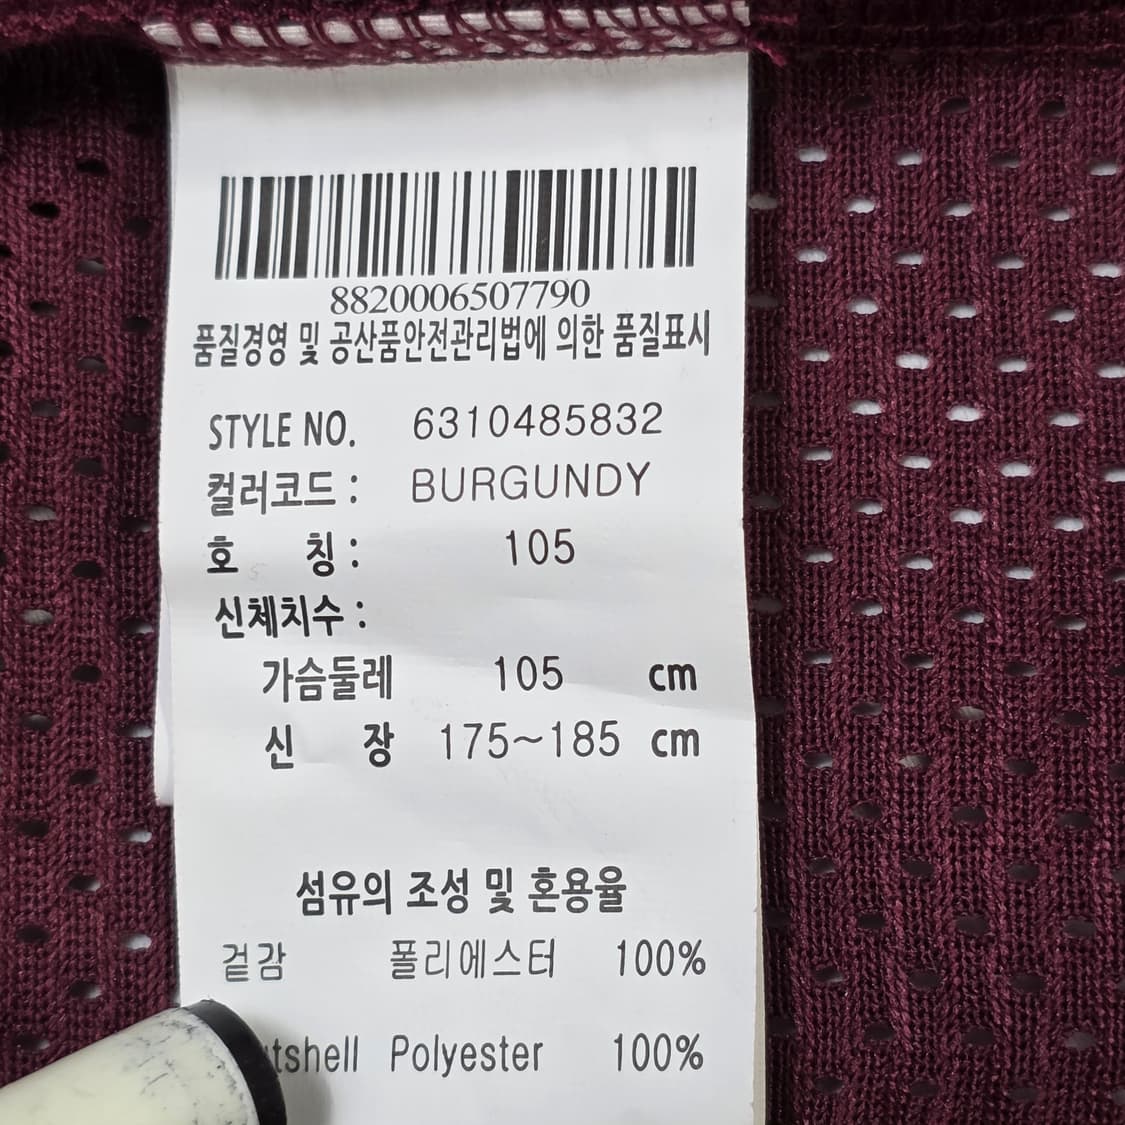 8820006507790
품질경영 및 공산품안전관리법에 의한 품질표시
STYLE NO. 6310485832
컬러코드 : BURGUNDY
호 칭 : 105
신체치수 :
가슴둘레 105 cm
신 장 175~185 cm
섬유의 조성 및 혼용율
겉감 폴리에스터 100%
Polyester 100%